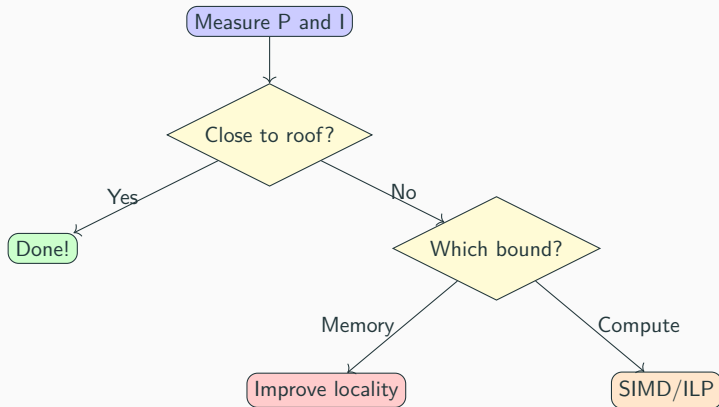 Measure P and I
Close to roof?
Yes
No
Done!
Which bound?
Memory
Compute
Improve locality
SIMD/ILP